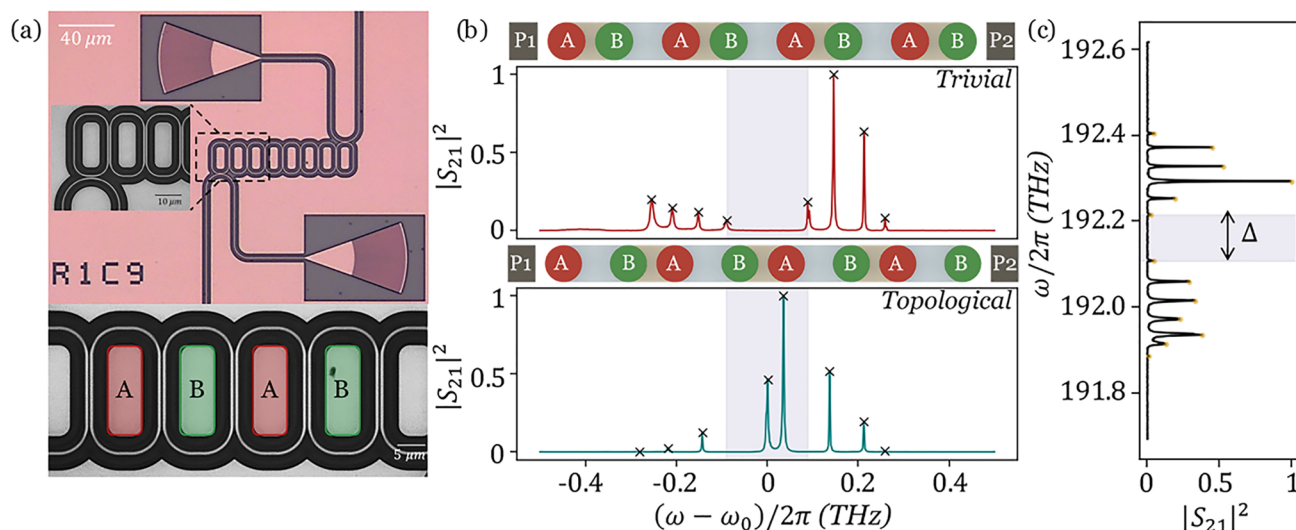 (a)
40 μm
10 μm
R1C9
A B A B
5 μm
(b)
P1 A B A B A B A B P2
Trivial
1
0.5
0
|S21|²
P1 A B A B A B A B P2
Topological
1
0.5
0
|S21|²
-0.4 -0.2 0 0.2 0.4
(ω − ω0)/2π (THz)
(c)
192.6
192.4
192.2
192.0
191.8
ω/2π (THz)
Δ
0 0.5 1
|S21|²